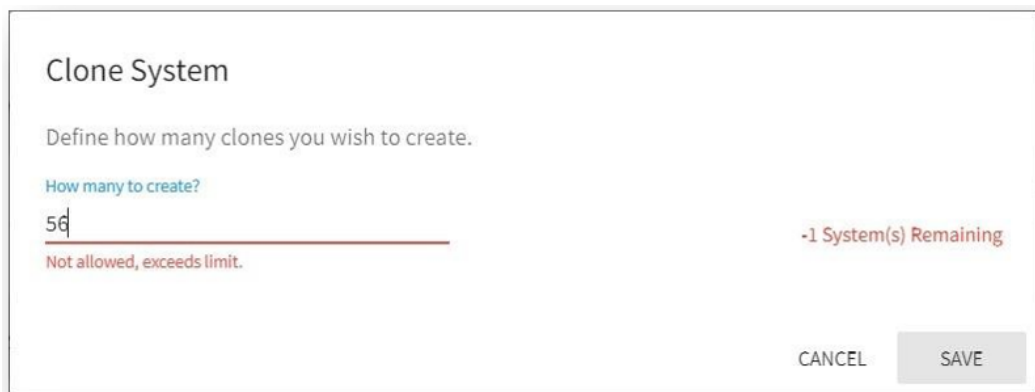 Clone System
Define how many clones you wish to create.
How many to create?
56
-1 System(s) Remaining
Not allowed, exceeds limit.
CANCEL
SAVE